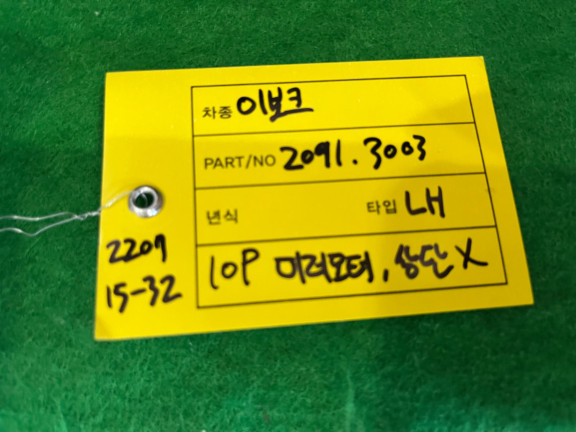 차종 이보크
PART/NO 2091.3003
년식 타입 LH
10P 미러모터, 상단 X
2209
15-32